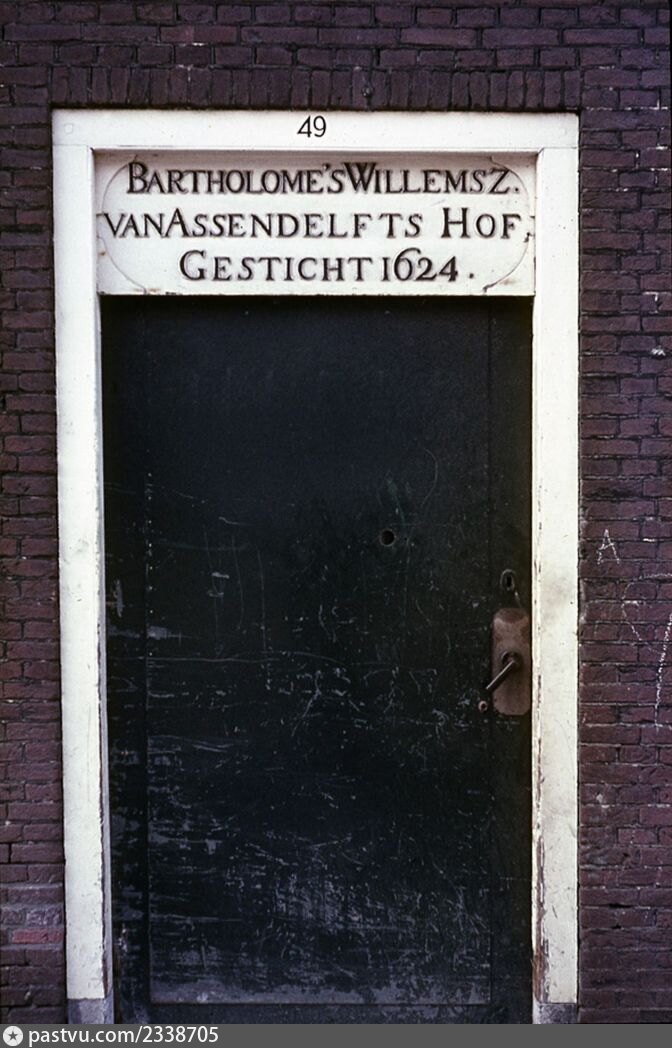 49
BARTHOLOME'S WILLEMSZ.
VAN ASSENDELFTS HOF.
GESTICHT 1624.
A
pastvu.com/2338705